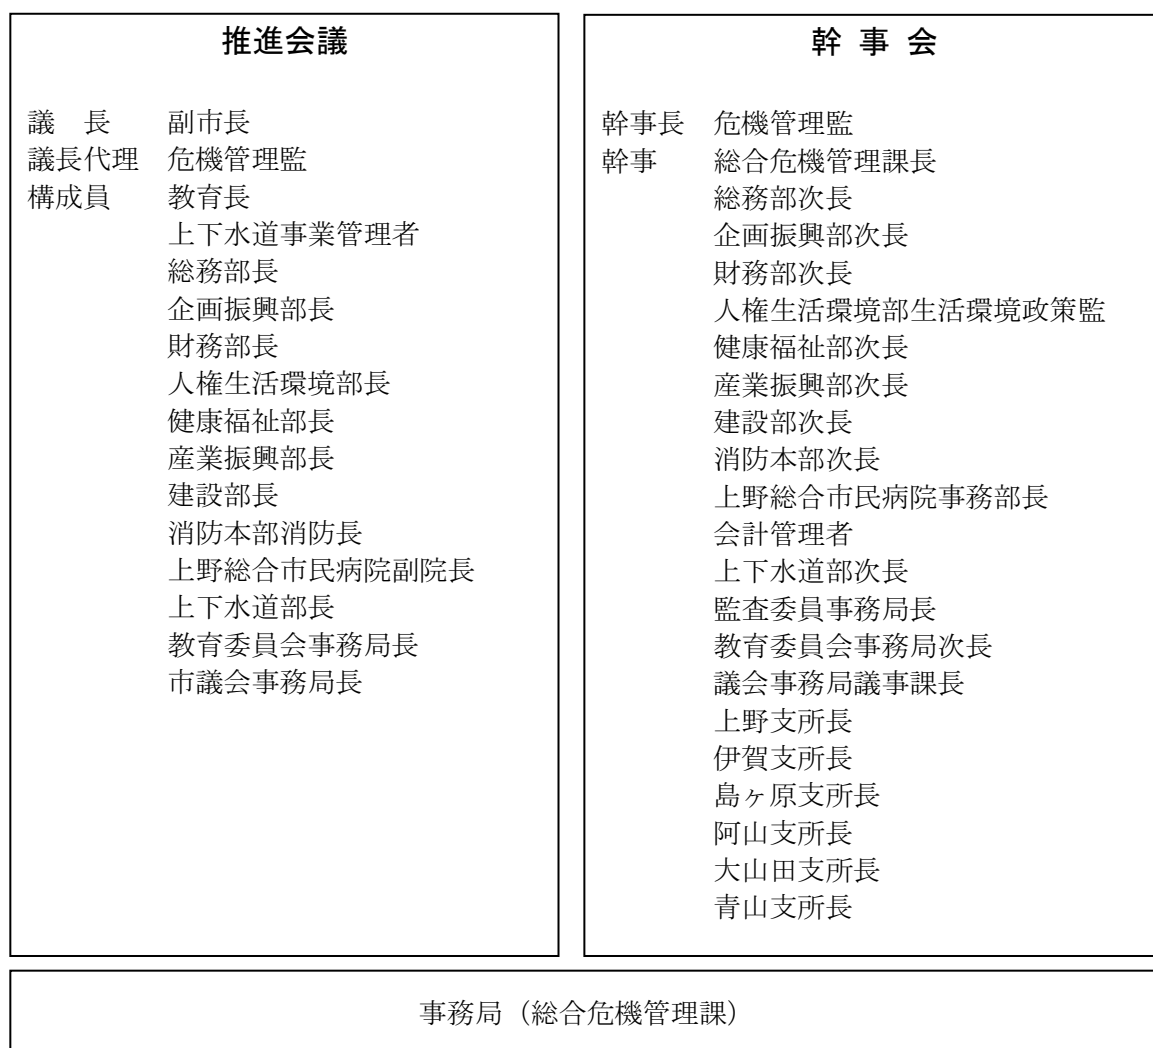 推進会議
議　長　副市長
議長代理　危機管理監
構成員　教育長
上下水道事業管理者
総務部長
企画振興部長
財務部長
人権生活環境部長
健康福祉部長
産業振興部長
建設部長
消防本部消防長
上野総合市民病院副院長
上下水道部長
教育委員会事務局長
市議会事務局長
幹 事 会
幹事長　危機管理監
幹事　総合危機管理課長
総務部次長
企画振興部次長
財務部次長
人権生活環境部生活環境政策監
健康福祉部次長
産業振興部次長
建設部次長
消防本部次長
上野総合市民病院事務部長
会計管理者
上下水道部次長
監査委員事務局長
教育委員会事務局次長
議会事務局議事課長
上野支所長
伊賀支所長
島ヶ原支所長
阿山支所長
大山田支所長
青山支所長
事務局（総合危機管理課）